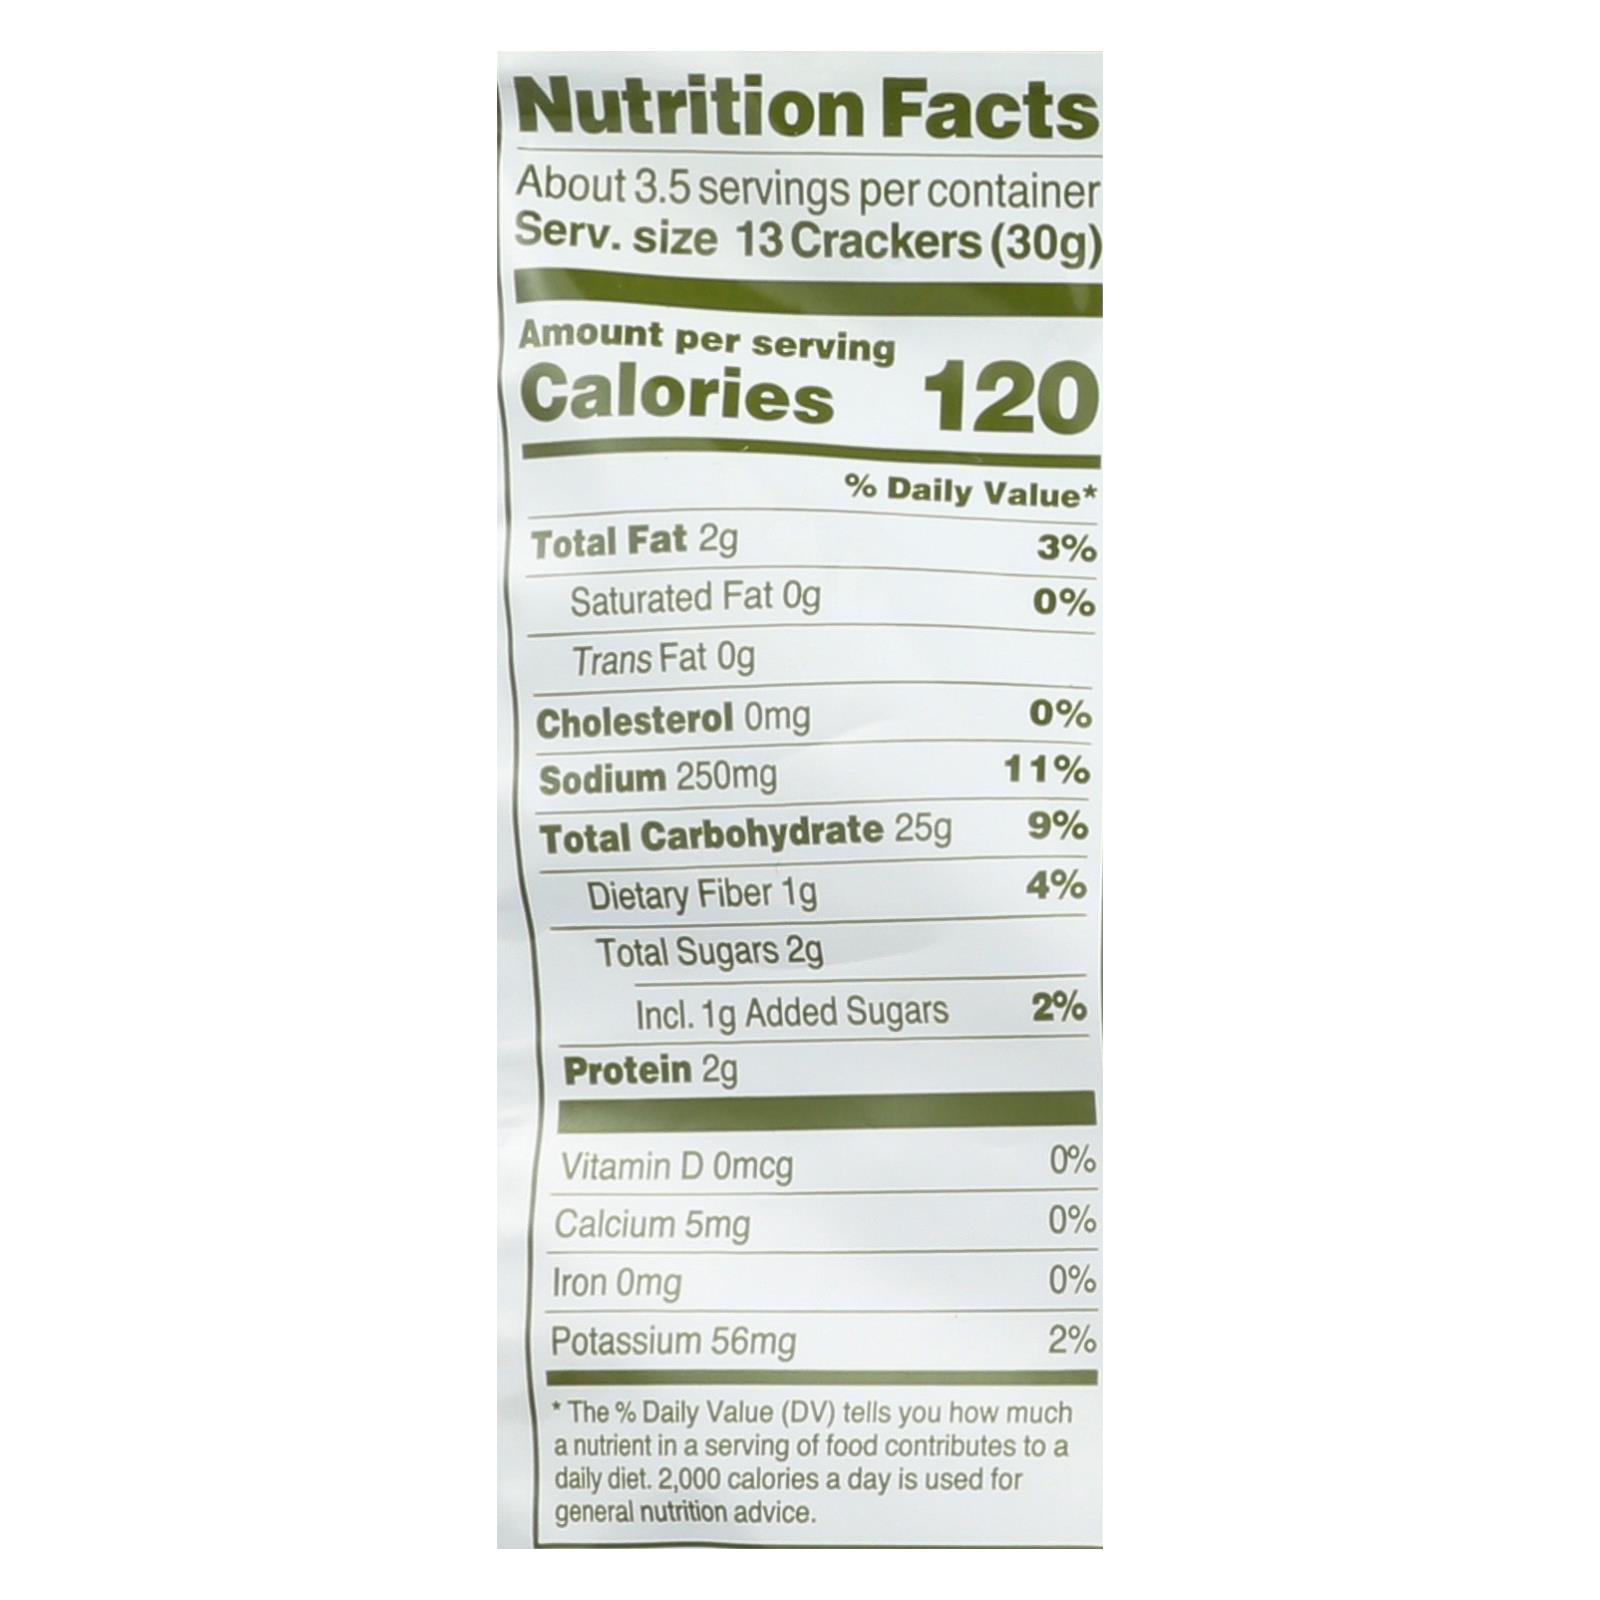 Nutrition Facts
About 3.5 servings per container
Serv. size 13 Crackers (30g)
Amount per serving
Calories 120
% Daily Value*
Total Fat 2g 3%
Saturated Fat 0g 0%
Trans Fat 0g
Cholesterol 0mg 0%
Sodium 250mg 11%
Total Carbohydrate 25g 9%
Dietary Fiber 1g 4%
Total Sugars 2g
Incl. 1g Added Sugars 2%
Protein 2g
Vitamin D 0mcg 0%
Calcium 5mg 0%
Iron 0mg 0%
Potassium 56mg 2%
* The % Daily Value (DV) tells you how much
a nutrient in a serving of food contributes to a
daily diet. 2,000 calories a day is used for
general nutrition advice.